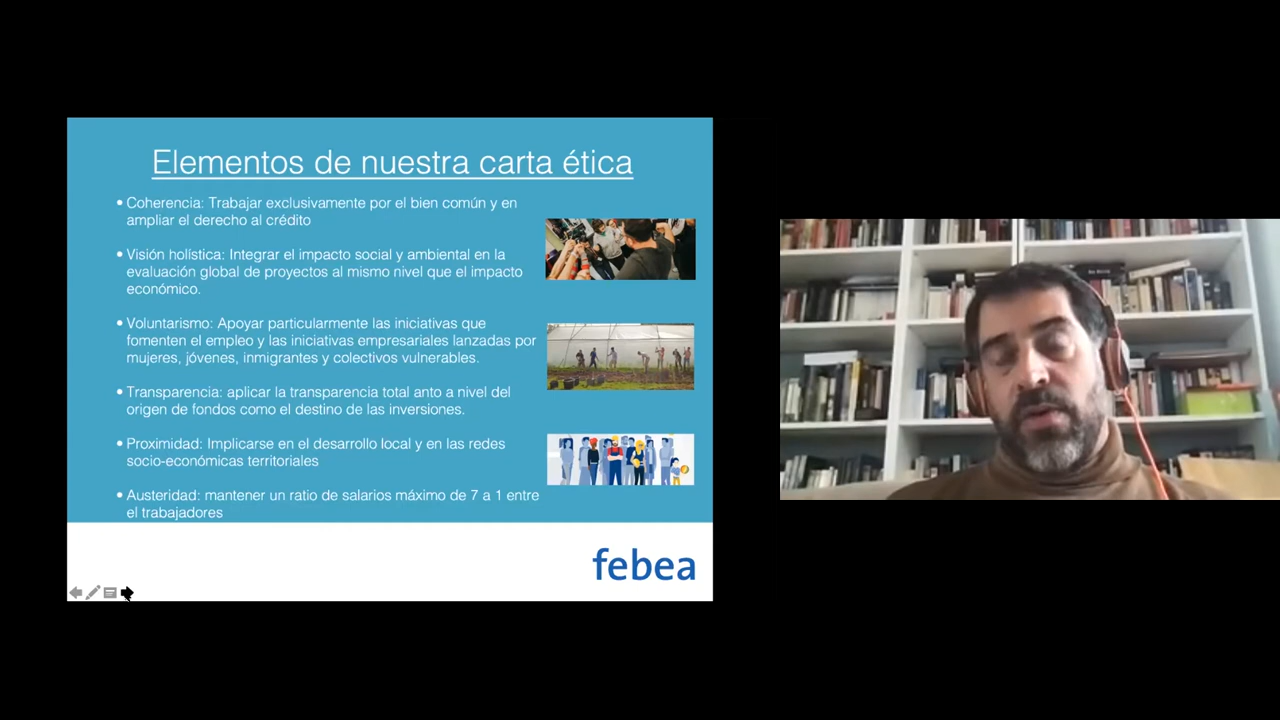 Elementos de nuestra carta ética
• Coherencia: Trabajar exclusivamente por el bien común y en
ampliar el derecho al crédito
• Visión holística: Integrar el impacto social y ambiental en la
evaluación global de proyectos al mismo nivel que el impacto
económico.
• Voluntarismo: Apoyar particularmente las iniciativas que
fomenten el empleo y las iniciativas empresariales lanzadas por
mujeres, jóvenes, inmigrantes y colectivos vulnerables.
• Transparencia: aplicar la transparencia total anto a nivel del
origen de fondos como el destino de las inversiones.
• Proximidad: Implicarse en el desarrollo local y en las redes
socio-económicas territoriales
• Austeridad: mantener un ratio de salarios máximo de 7 a 1 entre
el trabajadores
febea